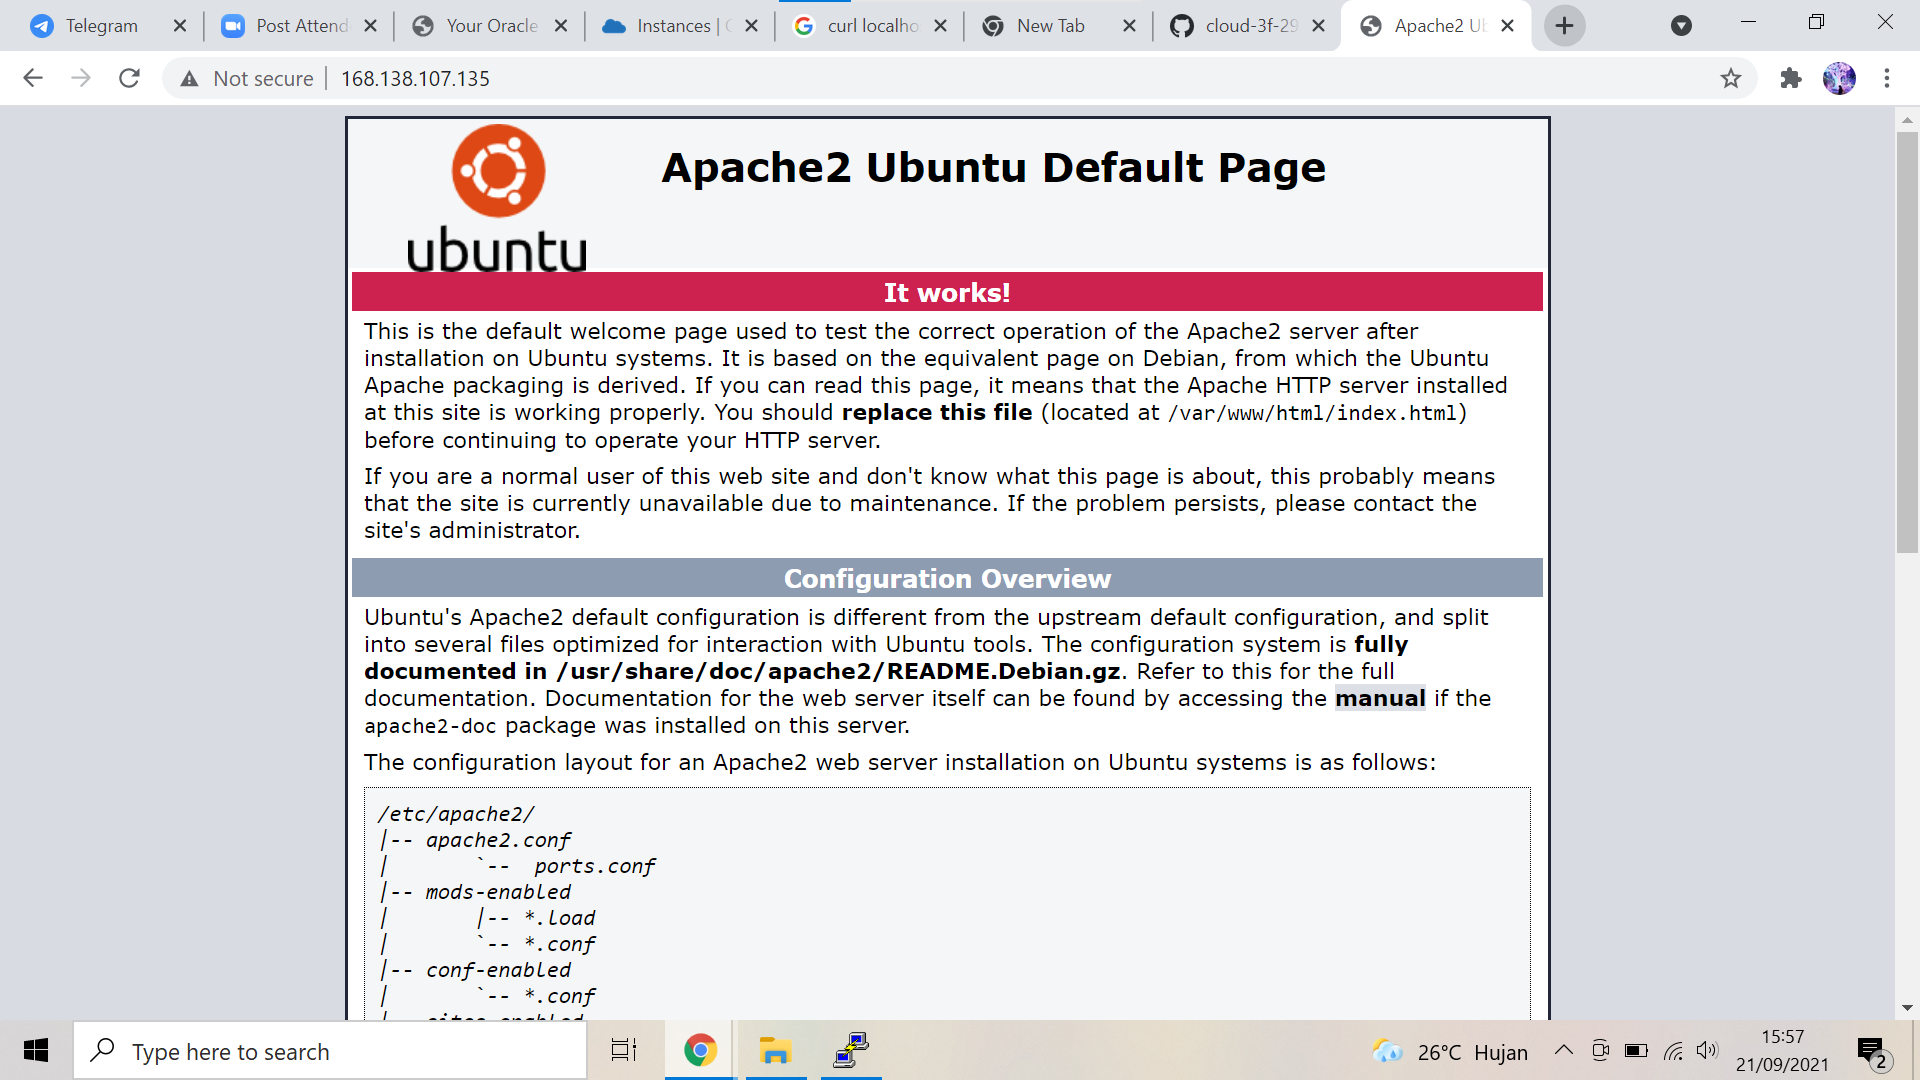 Telegram
Post Attend
Your Oracle
Instances |
curl localho
New Tab
cloud-3f-29
Apache2 Ub
Not secure
168.138.107.135
ubuntu
Apache2 Ubuntu Default Page
It works!
This is the default welcome page used to test the correct operation of the Apache2 server after
installation on Ubuntu systems. It is based on the equivalent page on Debian, from which the Ubuntu
Apache packaging is derived. If you can read this page, it means that the Apache HTTP server installed
at this site is working properly. You should replace this file (located at /var/www/html/index.html)
before continuing to operate your HTTP server.
If you are a normal user of this web site and don't know what this page is about, this probably means
that the site is currently unavailable due to maintenance. If the problem persists, please contact the
site's administrator.
Configuration Overview
Ubuntu's Apache2 default configuration is different from the upstream default configuration, and split
into several files optimized for interaction with Ubuntu tools. The configuration system is fully
documented in /usr/share/doc/apache2/README.Debian.gz. Refer to this for the full
documentation. Documentation for the web server itself can be found by accessing the manual if the
apache2-doc package was installed on this server.
The configuration layout for an Apache2 web server installation on Ubuntu systems is as follows:
/etc/apache2/
|-- apache2.conf
|       `--  ports.conf
|-- mods-enabled
|       |-- *.load
|       `-- *.conf
|-- conf-enabled
|       `-- *.conf
|-- sites-enabled
Type here to search
26°C Hujan
15:57
21/09/2021
2